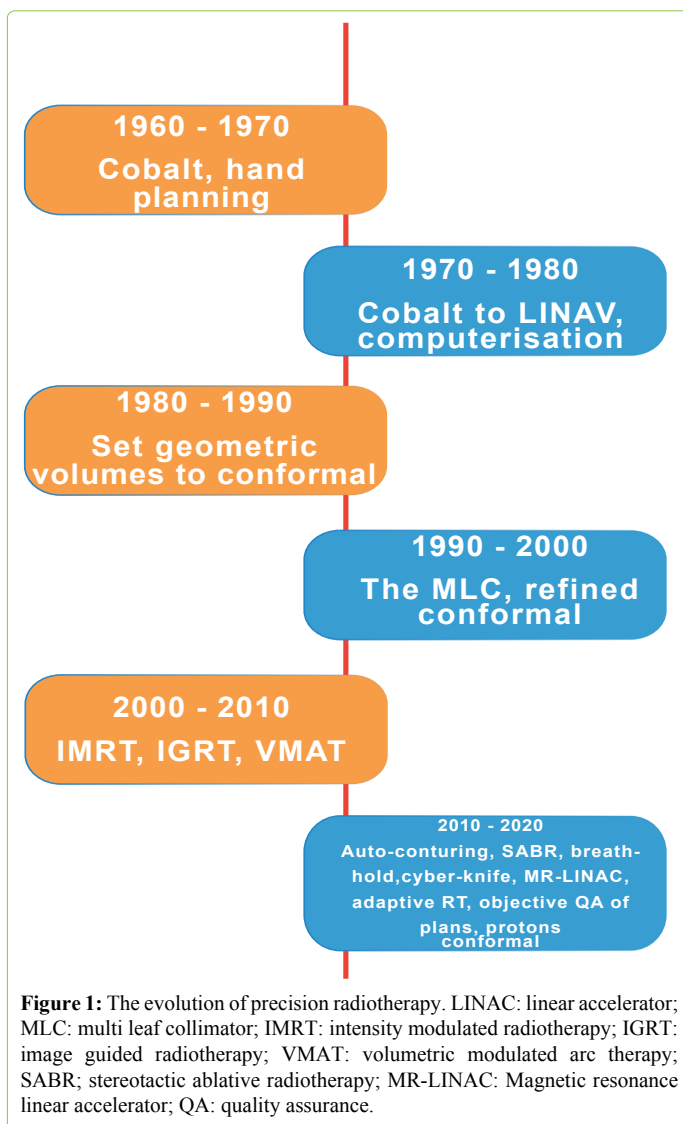 1960 - 1970
Cobalt, hand
planning
1970 - 1980
Cobalt to LINAV,
computerisation
1980 - 1990
Set geometric
volumes to conformal
1990 - 2000
The MLC, refined
conformal
2000 - 2010
IMRT, IGRT, VMAT
2010 - 2020
Auto-conturing, SABR, breath-
hold,cyber-knife, MR-LINAC,
adaptive RT, objective QA of
plans, protons
conformal
Figure 1: The evolution of precision radiotherapy. LINAC: linear accelerator;
MLC: multi leaf collimator; IMRT: intensity modulated radiotherapy; IGRT:
image guided radiotherapy; VMAT: volumetric modulated arc therapy;
SABR; stereotactic ablative radiotherapy; MR-LINAC: Magnetic resonance
linear accelerator; QA: quality assurance.